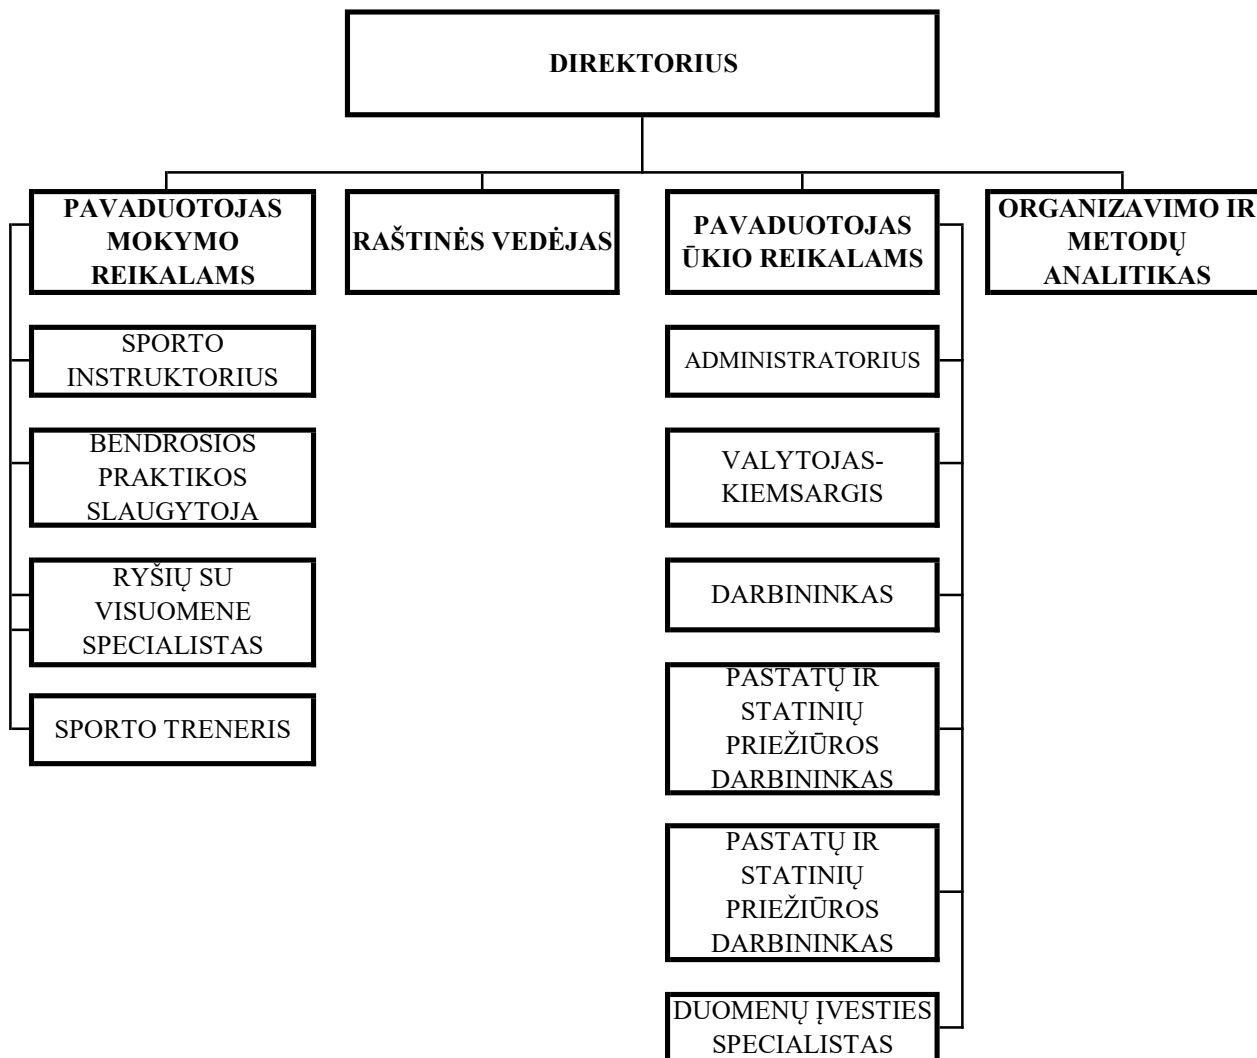 DIREKTORIUS
PAVADUOTOJAS
MOKYMO
REIKALAMS
RAŠTINĖS VEDĖJAS
PAVADUOTOJAS
ŪKIO REIKALAMS
ORGANIZAVIMO IR
METODŲ
ANALITIKAS
SPORTO
INSTRUKTORIUS
BENDROSIOS
PRAKTIKOS
SLAUGYTOJA
RYŠIŲ SU
VISUOMENE
SPECIALISTAS
SPORTO TRENERIS
ADMINISTRATORIUS
VALYTOJAS-
KIEMSARGIS
DARBININKAS
PASTATŲ IR
STATINIŲ
PRIEŽIŪROS
DARBININKAS
PASTATŲ IR
STATINIŲ
PRIEŽIŪROS
DARBININKAS
DUOMENŲ ĮVESTIES
SPECIALISTAS